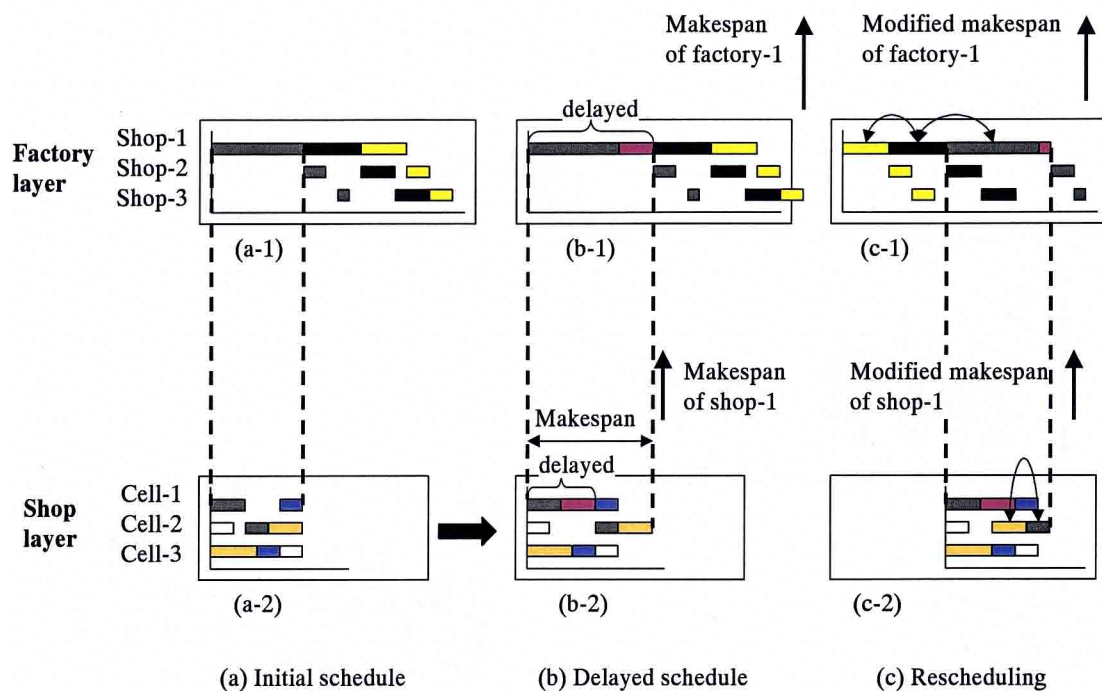 Makespan
of factory-1
Modified makespan
of factory-1
delayed
Factory
layer
Shop-1
Shop-2
Shop-3
(a-1)
(b-1)
(c-1)
Makespan
of shop-1
Modified makespan
of shop-1
Makespan
delayed
Shop
layer
Cell-1
Cell-2
Cell-3
(a-2)
(b-2)
(c-2)
(a) Initial schedule
(b) Delayed schedule
(c) Rescheduling